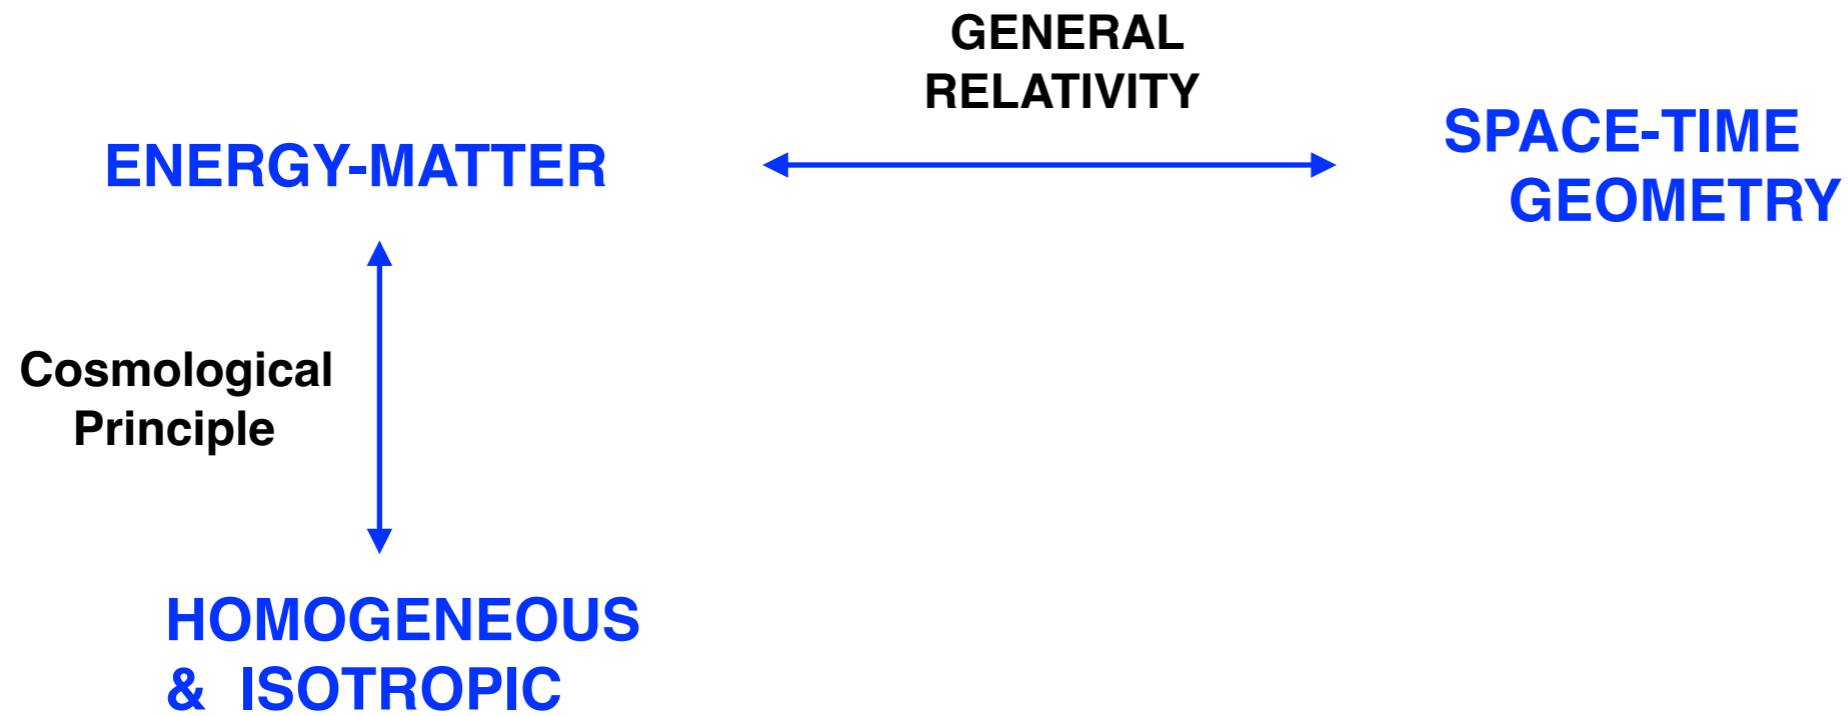 GENERAL
RELATIVITY
ENERGY-MATTER
SPACE-TIME
GEOMETRY
Cosmological
Principle
HOMOGENEOUS
& ISOTROPIC